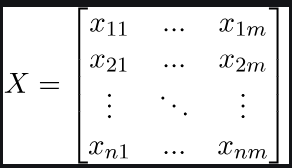 x₁₁ ... x₁ₘ
x₂₁ ... x₂ₘ
X = ⋮ ⋱ ⋮
xₙ₁ ... xₙₘ